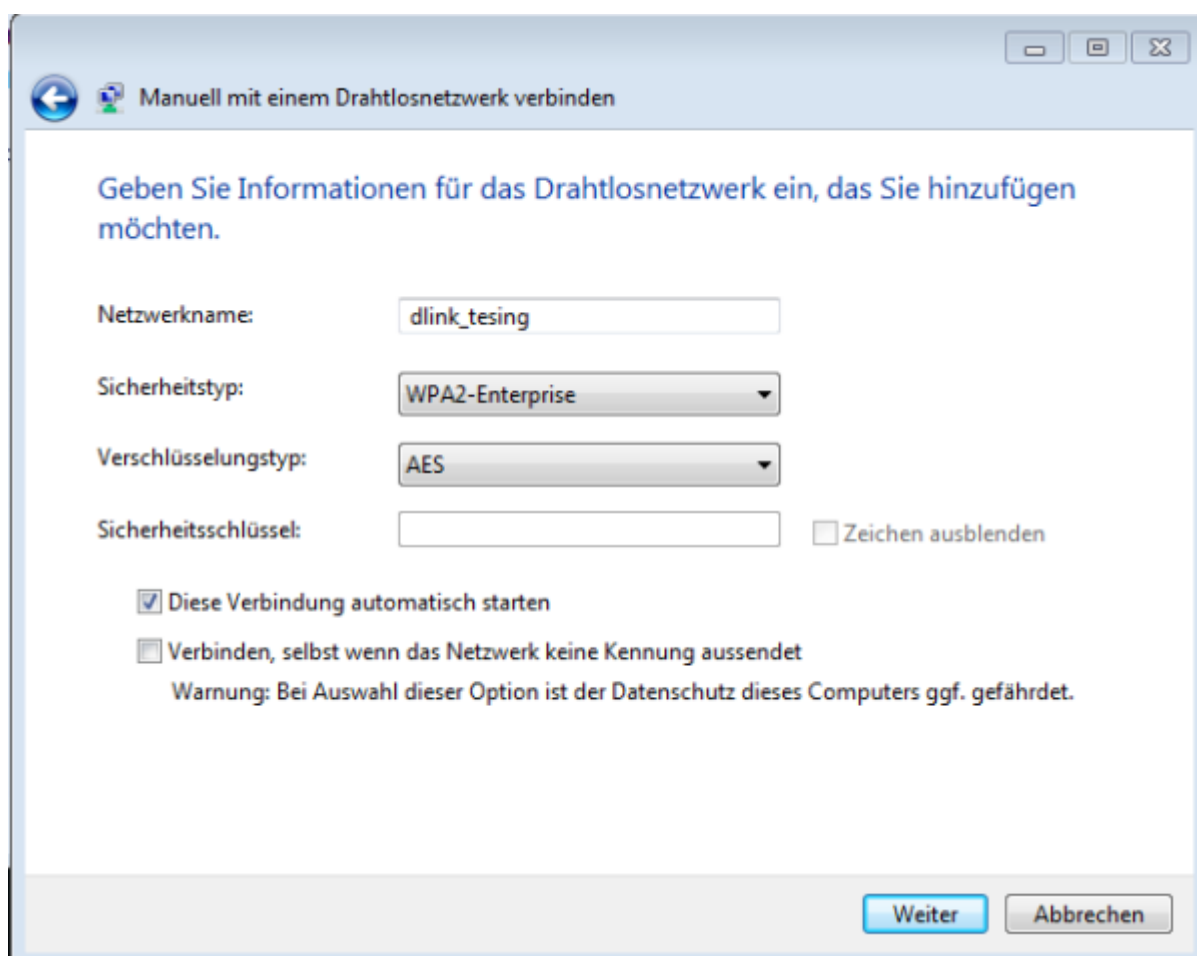 Manuell mit einem Drahtlosnetzwerk verbinden
Geben Sie Informationen für das Drahtlosnetzwerk ein, das Sie hinzufügen
möchten.
Netzwerkname: dlink_tesing
Sicherheitstyp: WPA2-Enterprise
Verschlüsselungstyp: AES
Sicherheitsschlüssel: Zeichen ausblenden
Diese Verbindung automatisch starten
Verbinden, selbst wenn das Netzwerk keine Kennung aussendet
Warnung: Bei Auswahl dieser Option ist der Datenschutz dieses Computers ggf. gefährdet.
Weiter Abbrechen